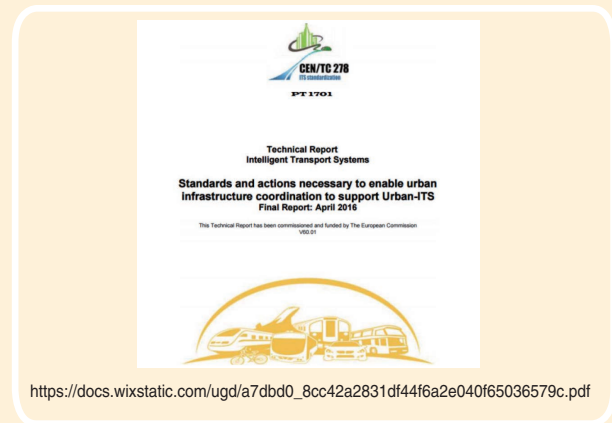 CEN/TC 278
ITS standardization
PT 1701
Technical Report
Intelligent Transport Systems
Standards and actions necessary to enable urban
infrastructure coordination to support Urban-ITS
Final Report: April 2016
This Technical Report has been commissioned and funded by The European Commission
V60.01
https://docs.wixstatic.com/ugd/a7dbd0_8cc42a2831df44f6a2e040f65036579c.pdf